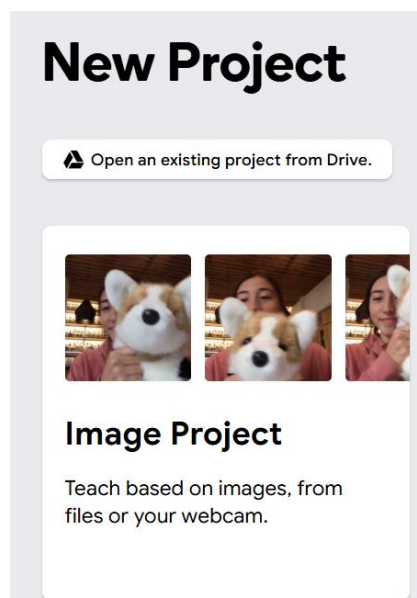 New Project
Open an existing project from Drive.
Image Project
Teach based on images, from
files or your webcam.